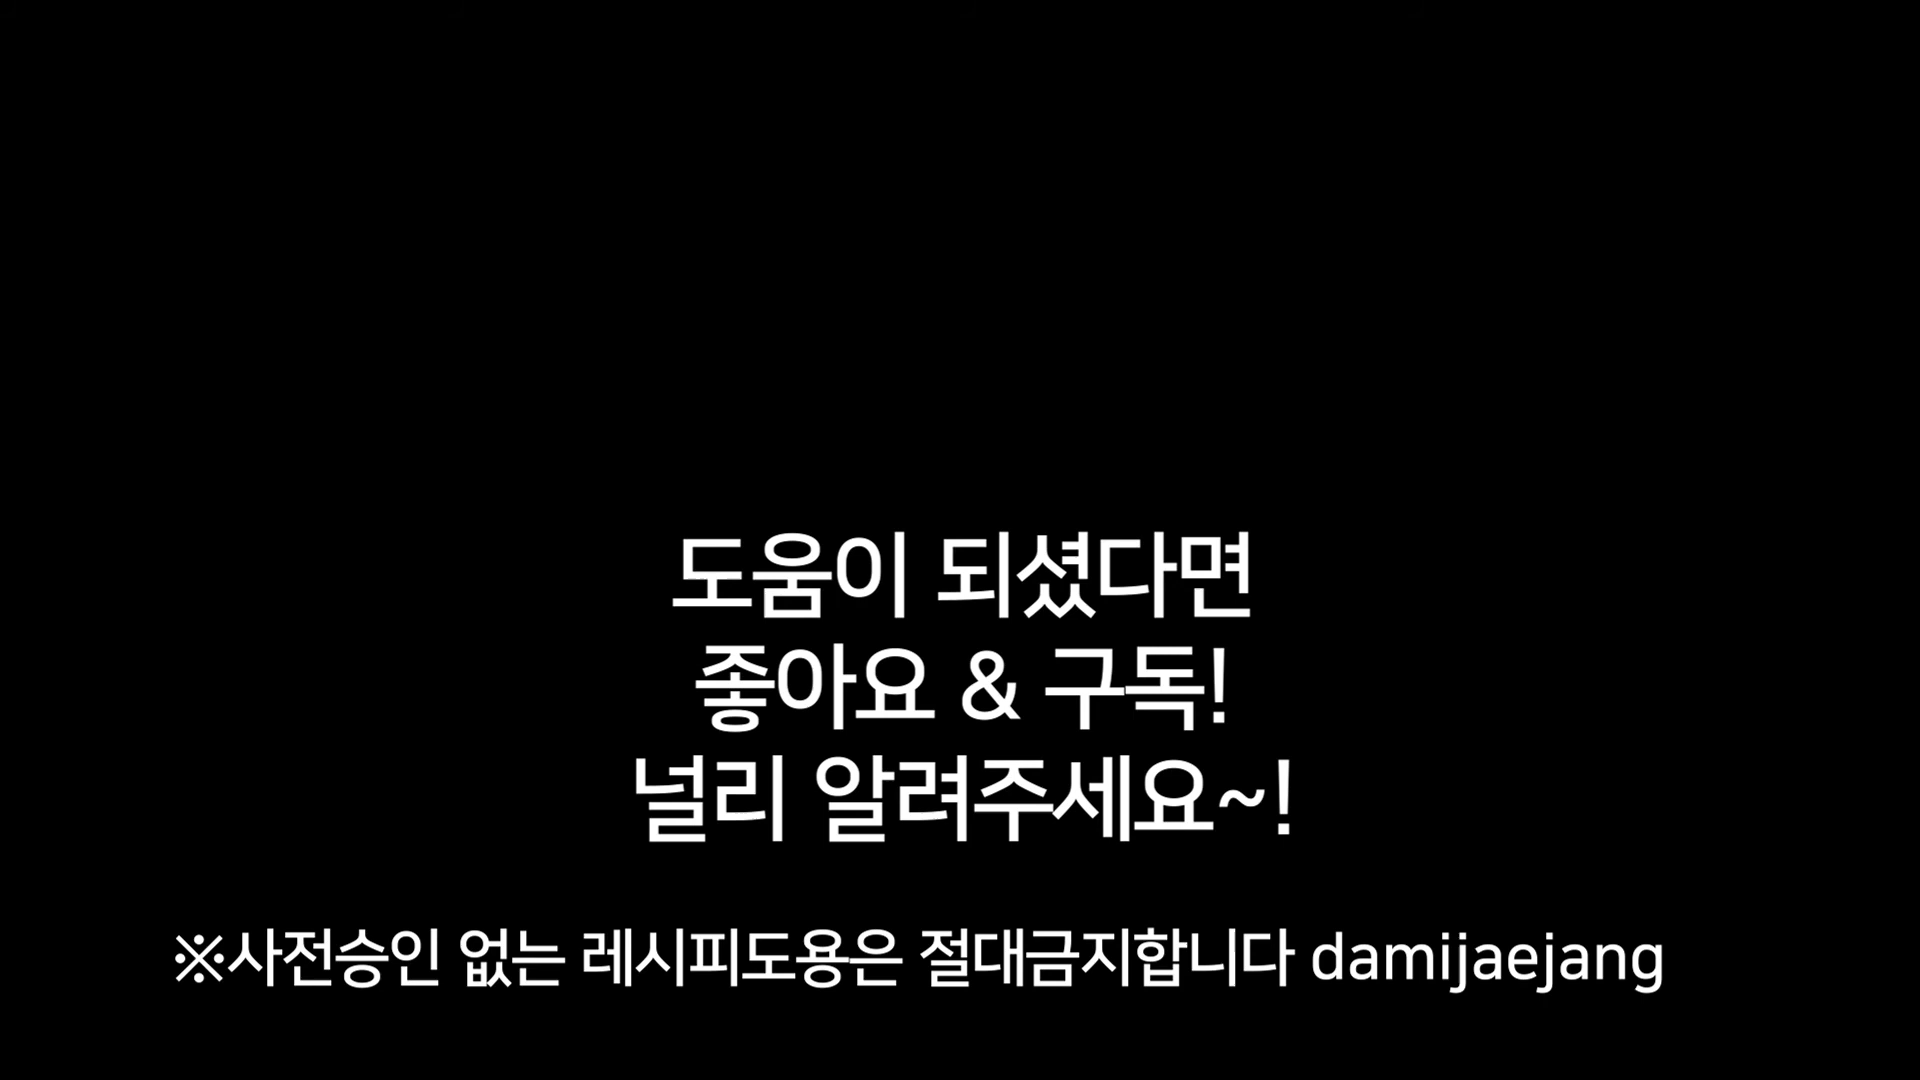 도움이 되셨다면
좋아요 & 구독!
널리 알려주세요~!
※사전승인 없는 레시피도용은 절대금지합니다 damijaejang